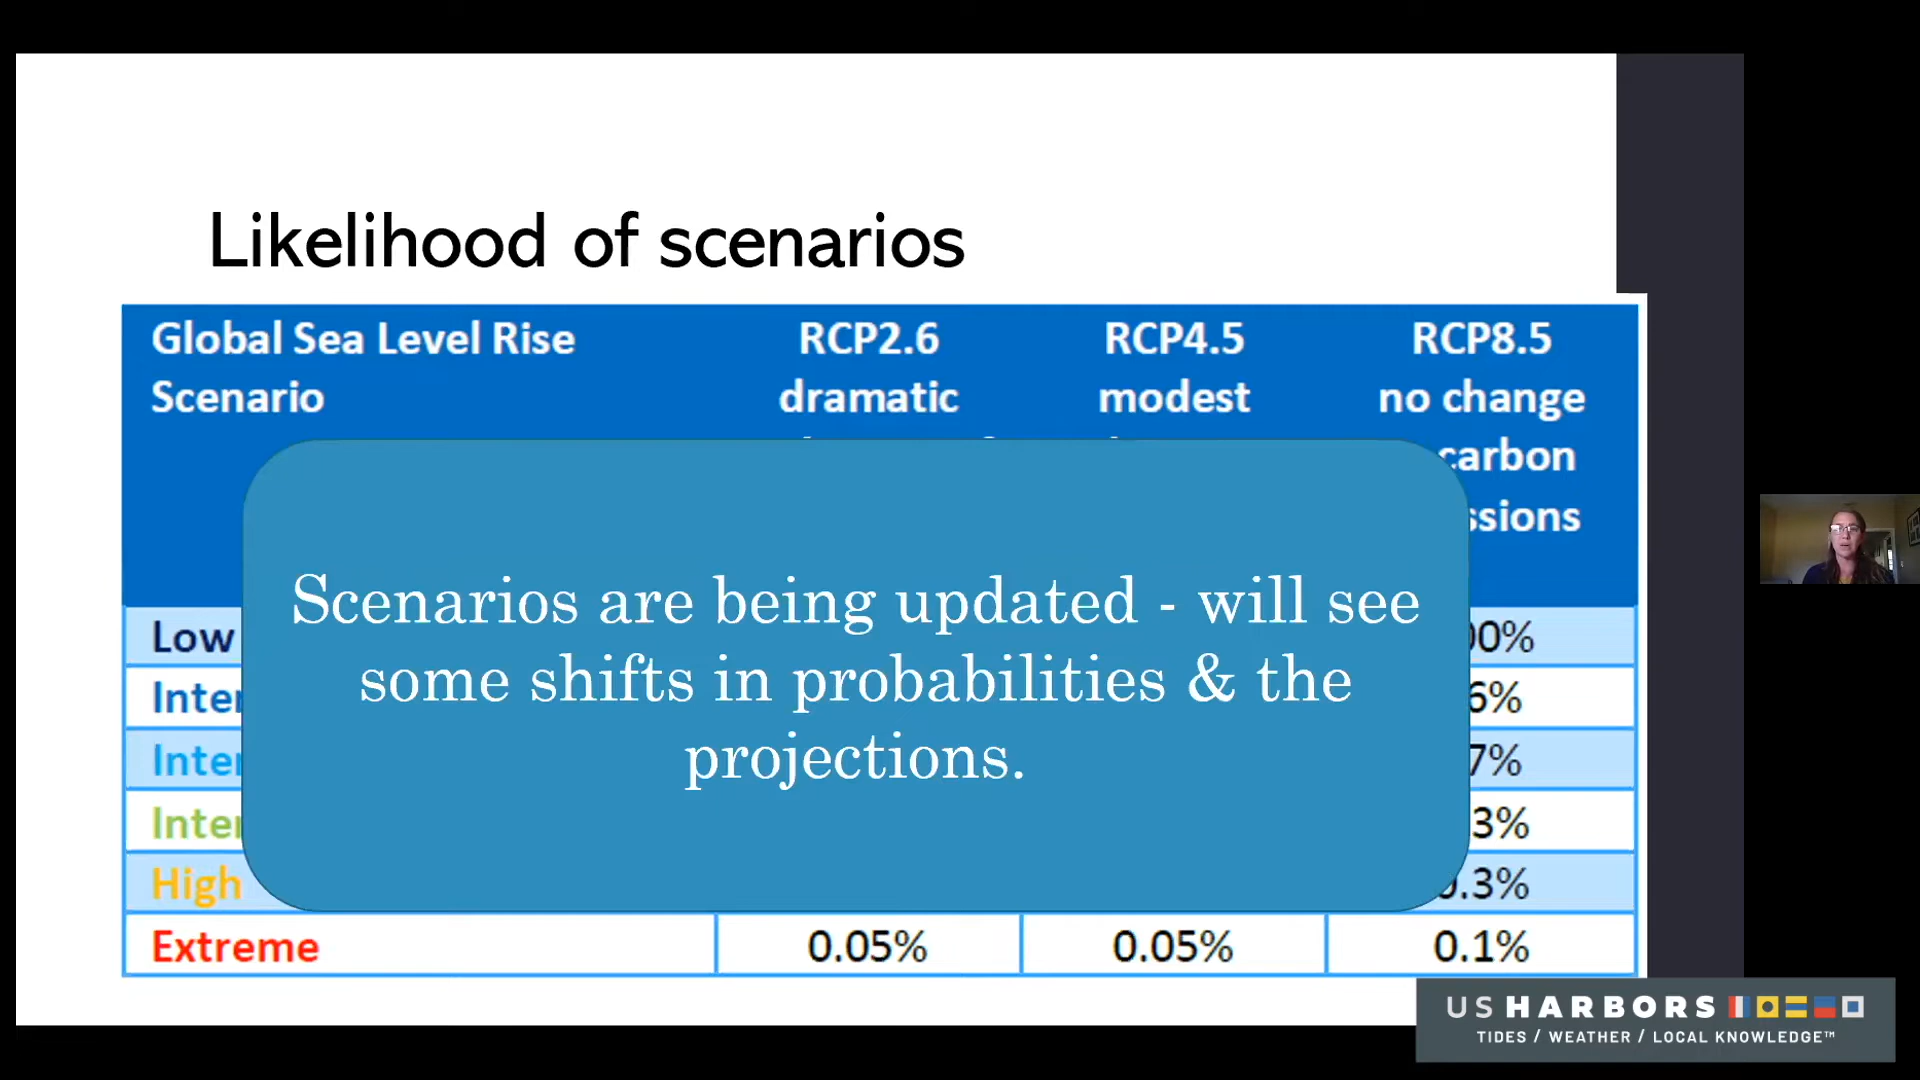 Likelihood of scenarios
Global Sea Level Rise
Scenario
RCP2.6
dramatic
RCP4.5
modest
RCP8.5
no change
carbon
Scenarios are being updated - will see
some shifts in probabilities & the
projections.
Low
High
Extreme 0.05% 0.05% 0.1%
US HARBORS
TIDES / WEATHER / LOCAL KNOWLEDGE™